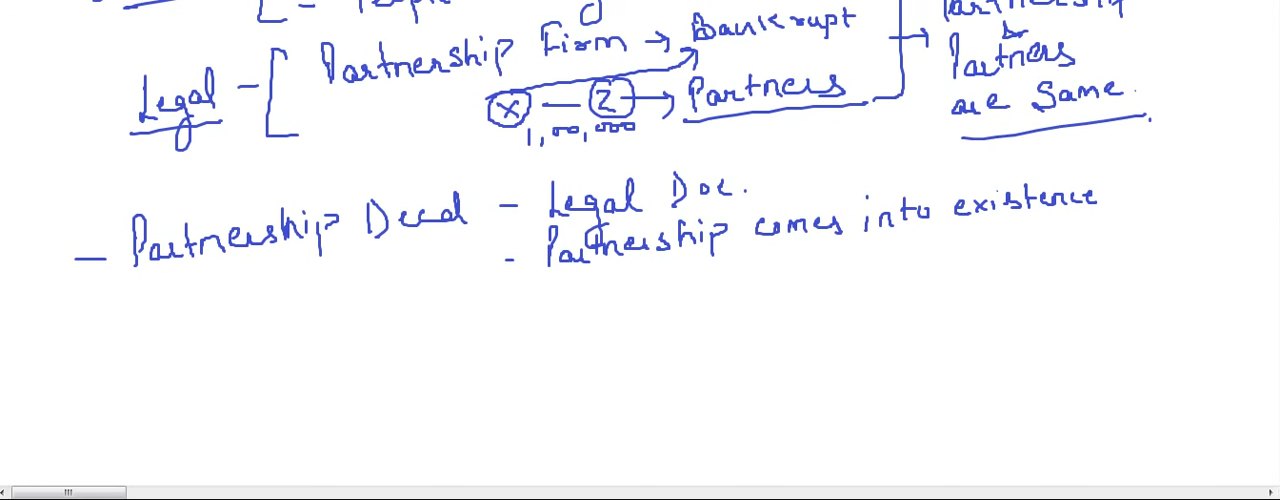 People
Legal - Partnership Firm → Bankrupt
X — Z → Partners
1,00,000
Partners
are Same.
— Partnership Deed - Legal Doc.
- Partnership comes into existence